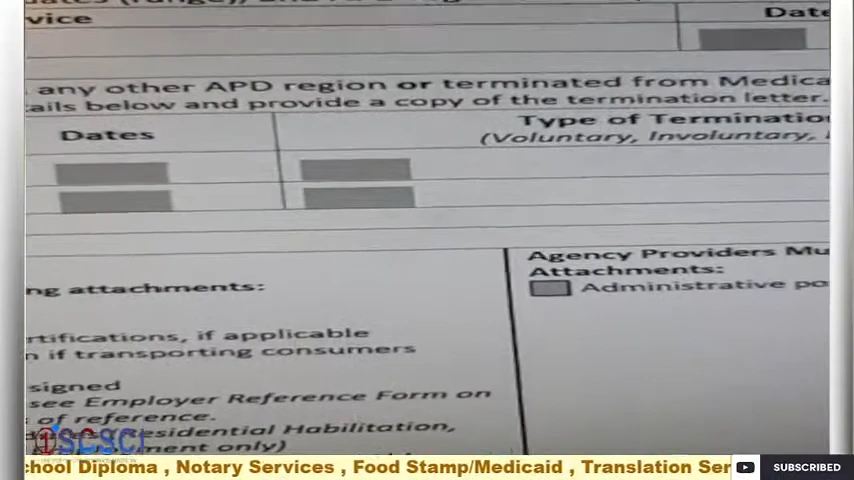 vice
Date
any other APD region or terminated from Medica
ails below and provide a copy of the termination letter.
Dates
Type of Terminatio
(Voluntary, Involuntary,
ng attachments:
rtifications, if applicable
n if transporting consumers
signed
see Employer Reference Form on
of reference.
esidential Habilitation,
ment only)
Agency Providers Mu
Attachments:
Administrative po
SCSCI
chool Diploma , Notary Services , Food Stamp/Medicaid , Translation Ser
SUBSCRIBED